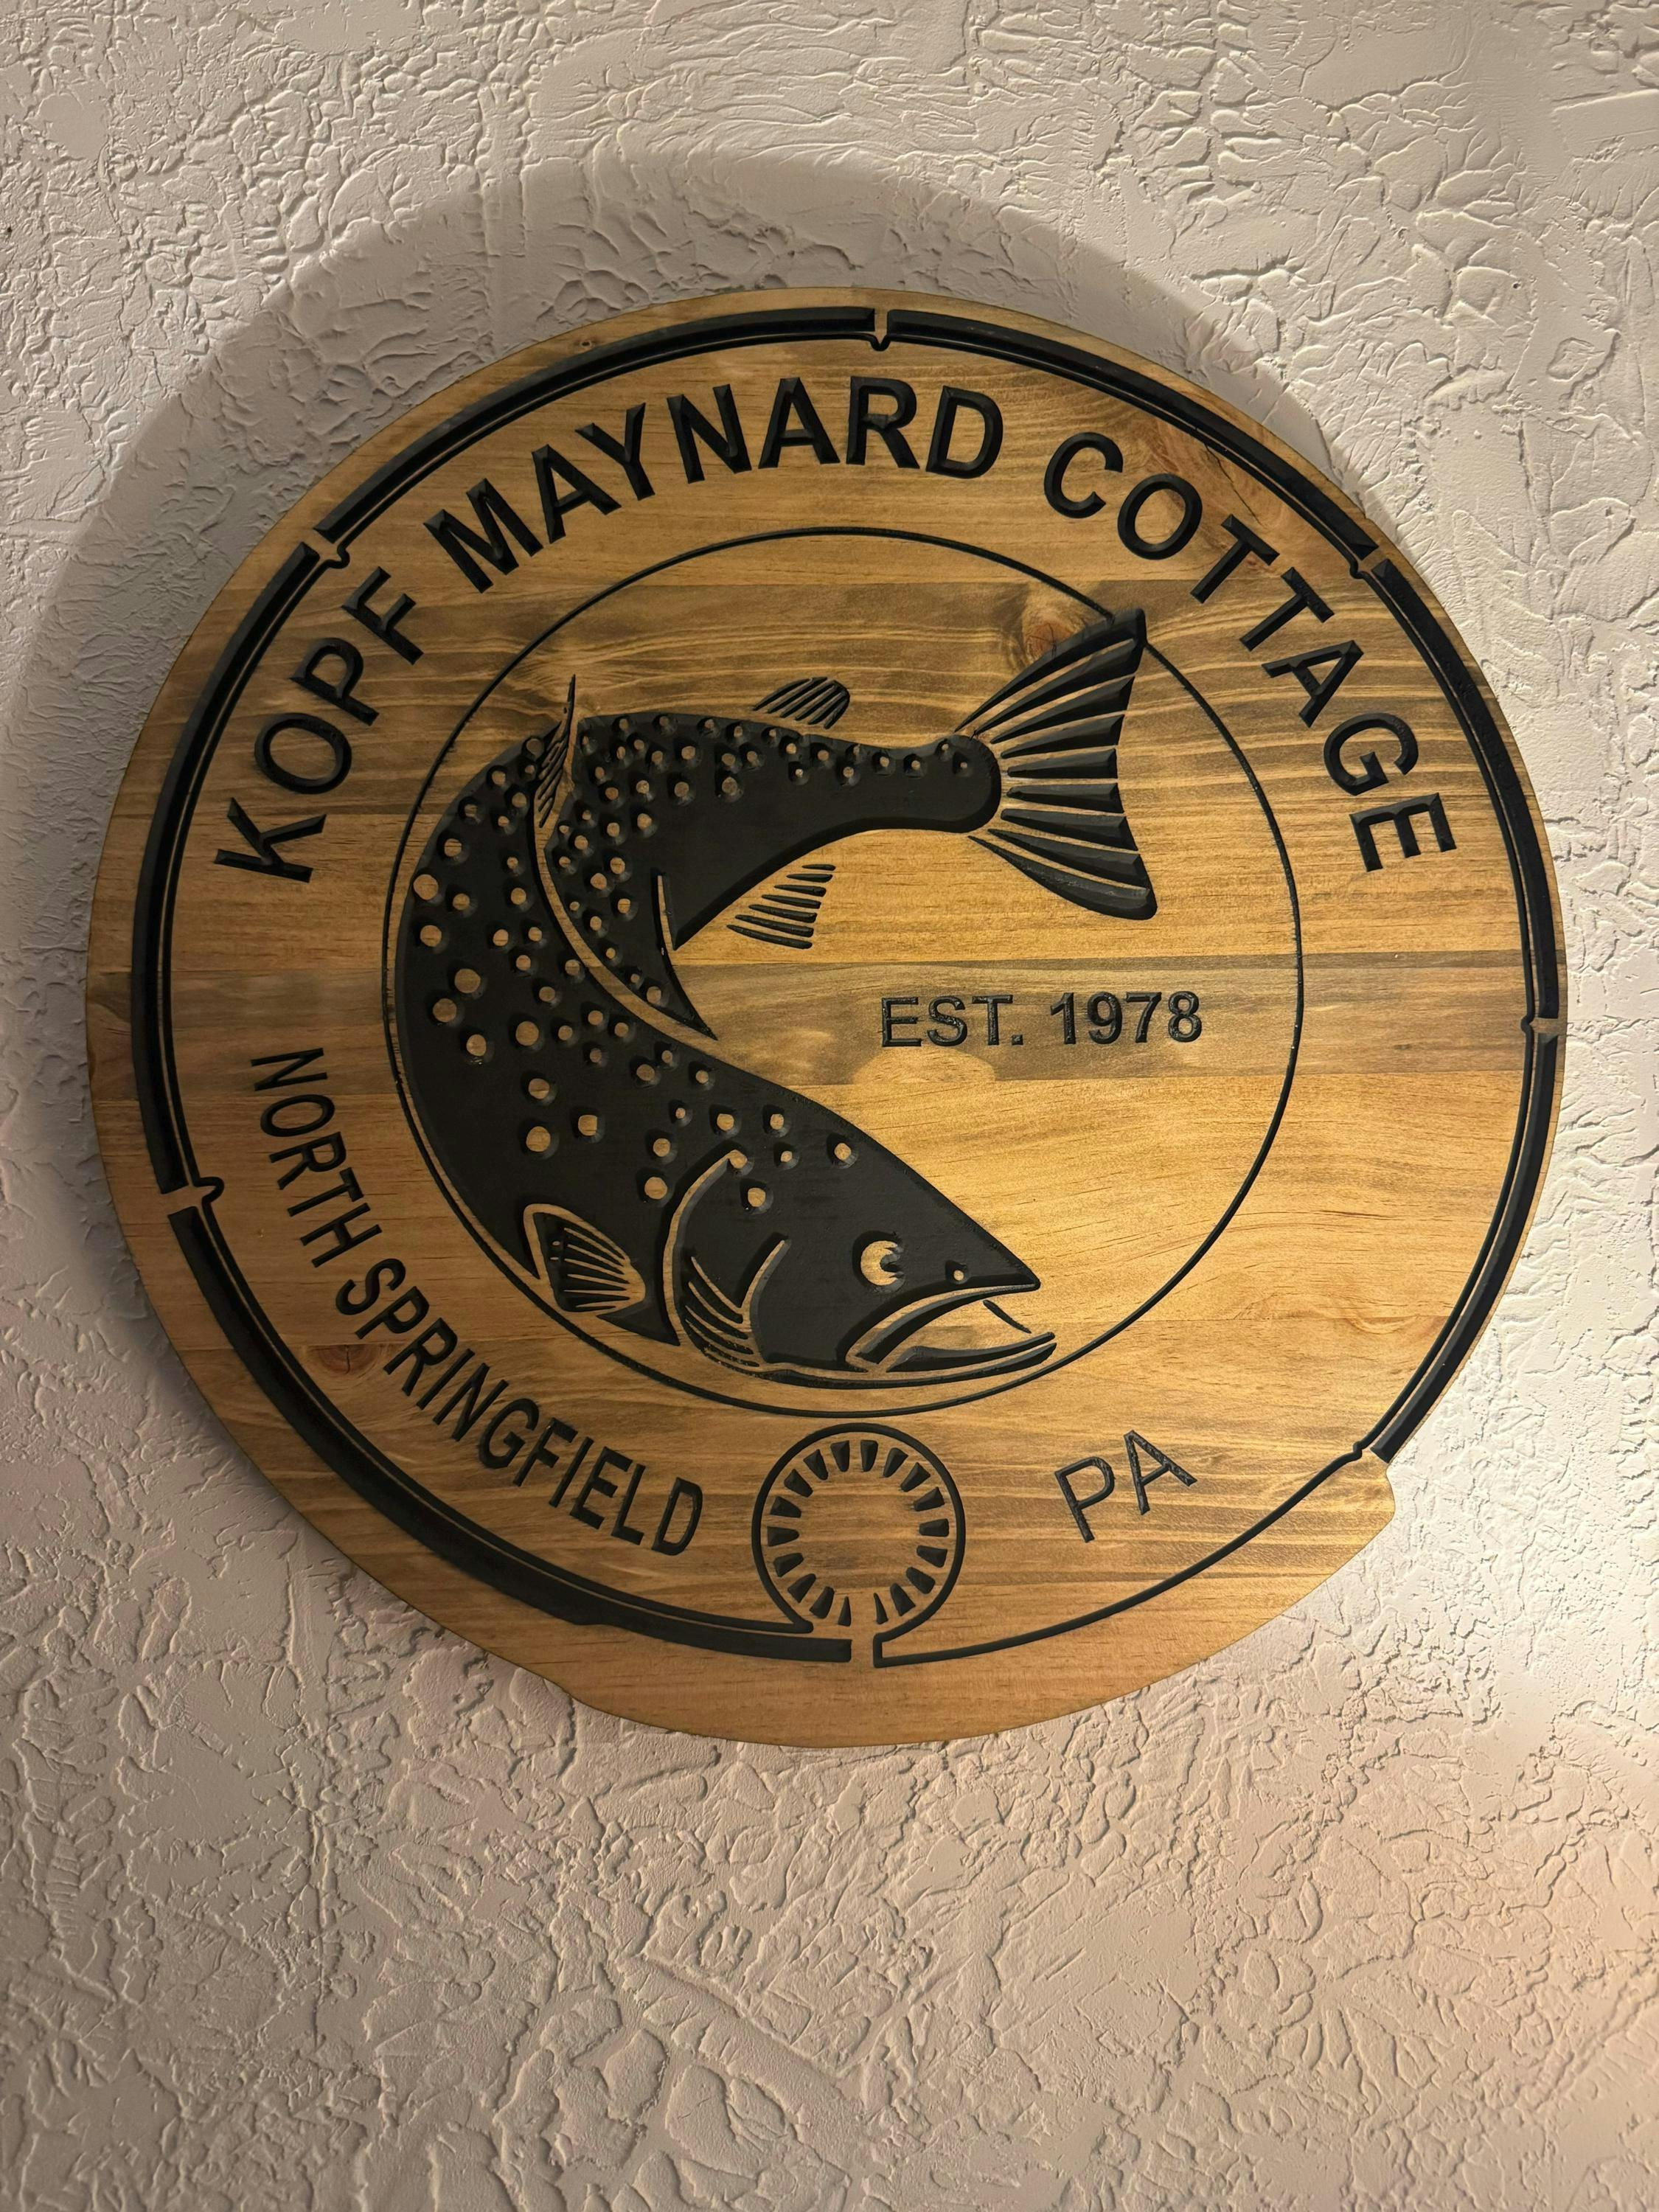 KOPF MAYNARD COTTAGE
EST. 1978
NORTH SPRINGFIELD PA